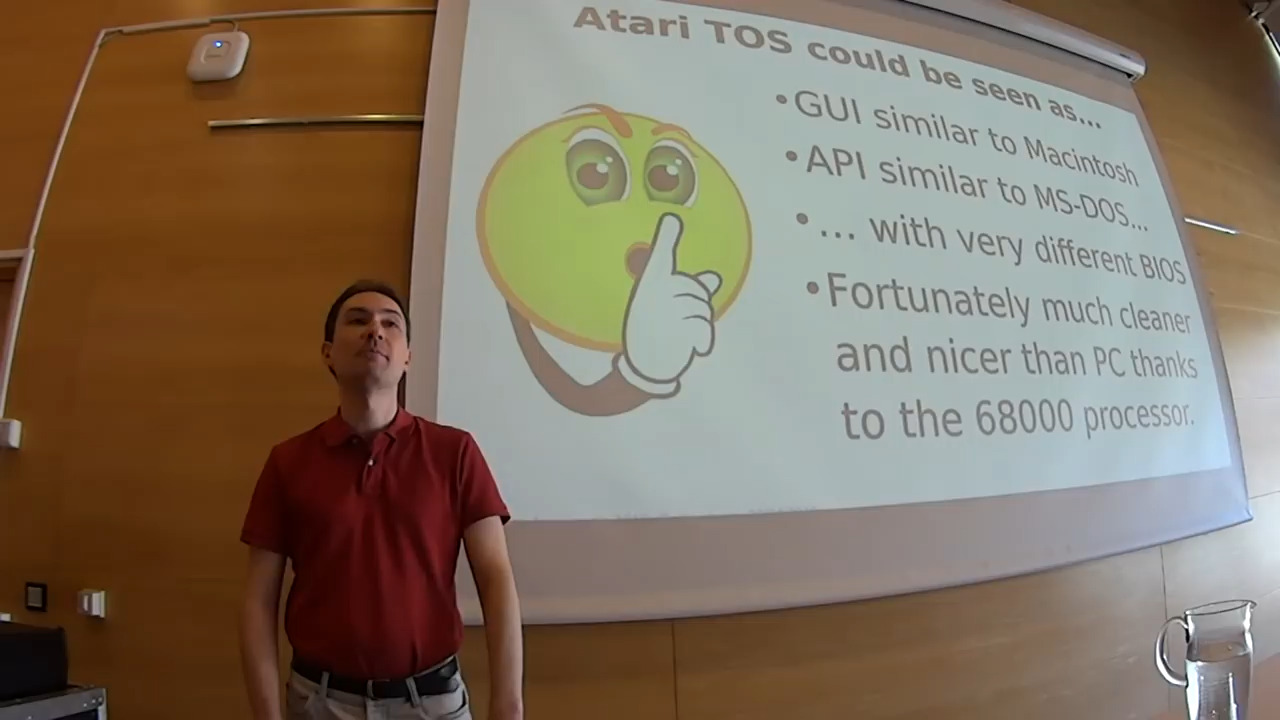 Atari TOS could be seen as...
•GUI similar to Macintosh
•API similar to MS-DOS...
•... with very different BIOS
•Fortunately much cleaner
and nicer than PC thanks
to the 68000 processor.